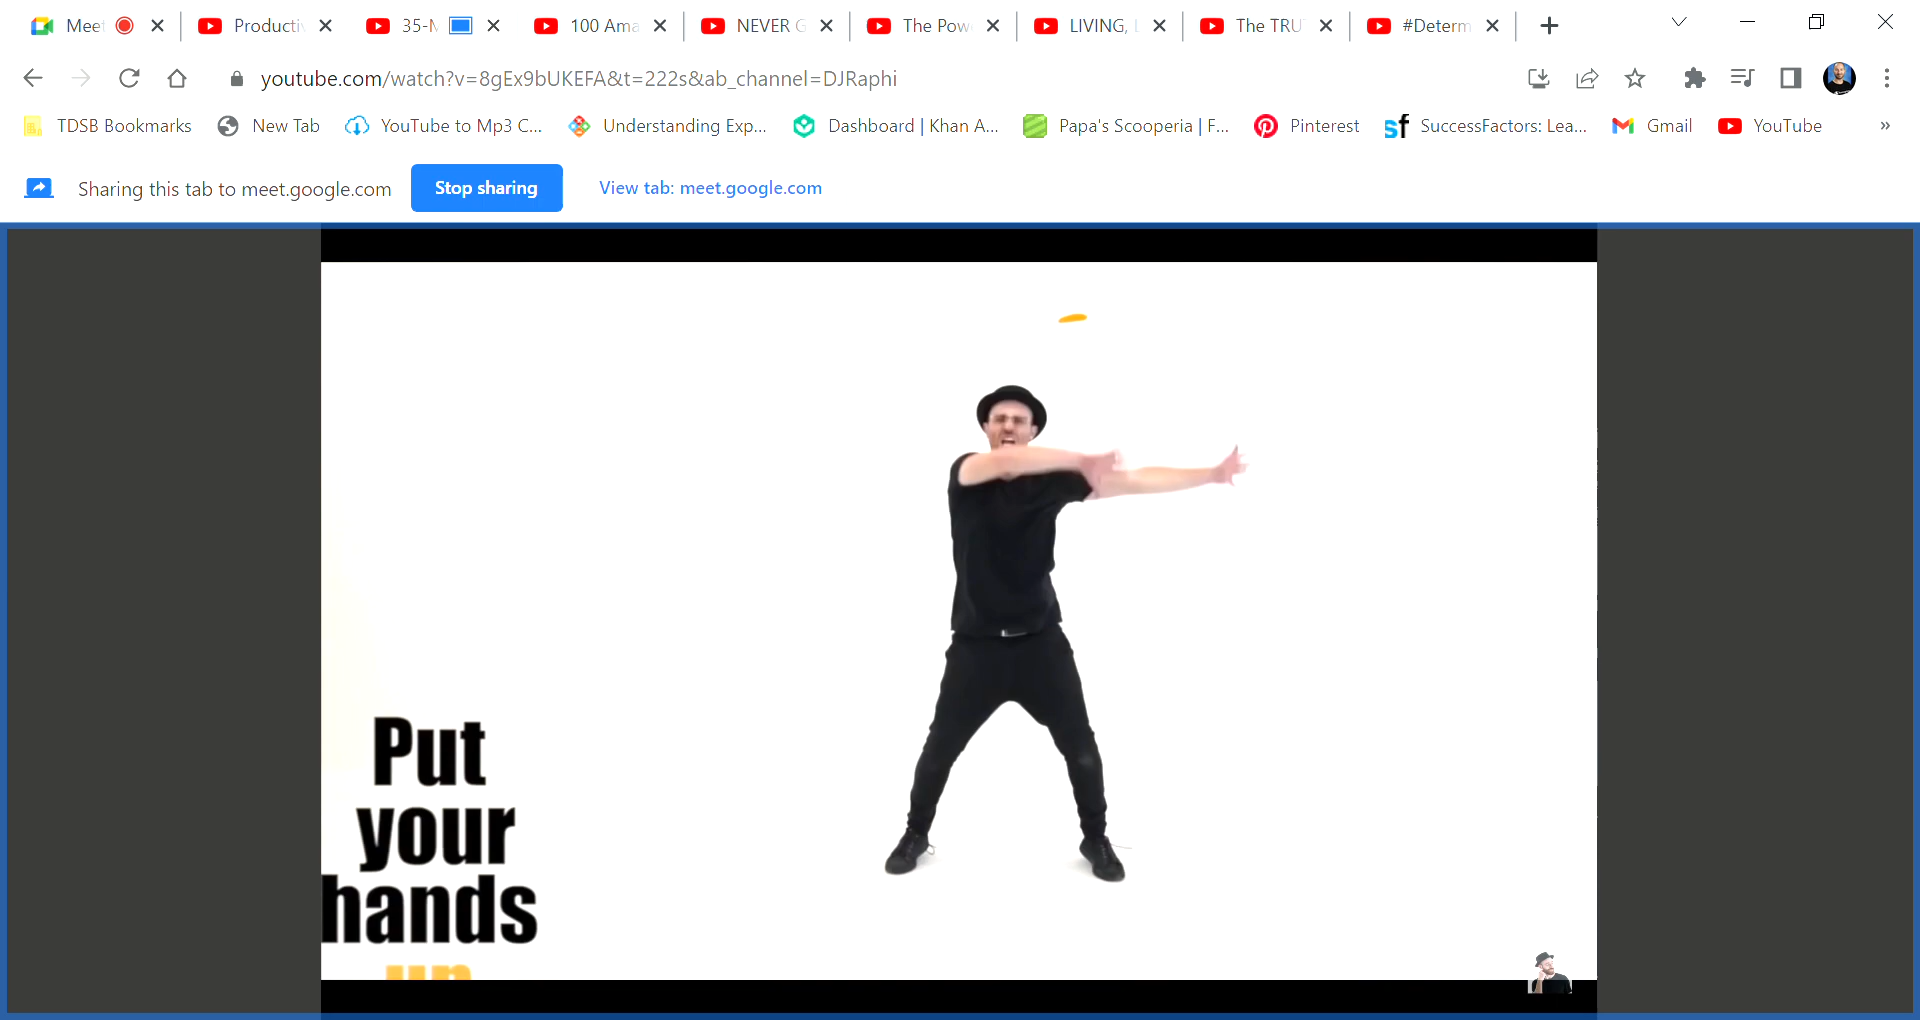 Meet
Producti
35-M
100 Ama
NEVER G
The Pow
LIVING,
The TRU
#Determ
youtube.com/watch?v=8gEx9bUKEFA&t=222s&ab_channel=DJRaphi
TDSB Bookmarks
New Tab
YouTube to Mp3 C...
Understanding Exp...
Dashboard | Khan A...
Papa's Scooperia | F...
Pinterest
sf SuccessFactors: Lea...
Gmail
YouTube
»
Sharing this tab to meet.google.com
Stop sharing
View tab: meet.google.com
Put
your
hands
up